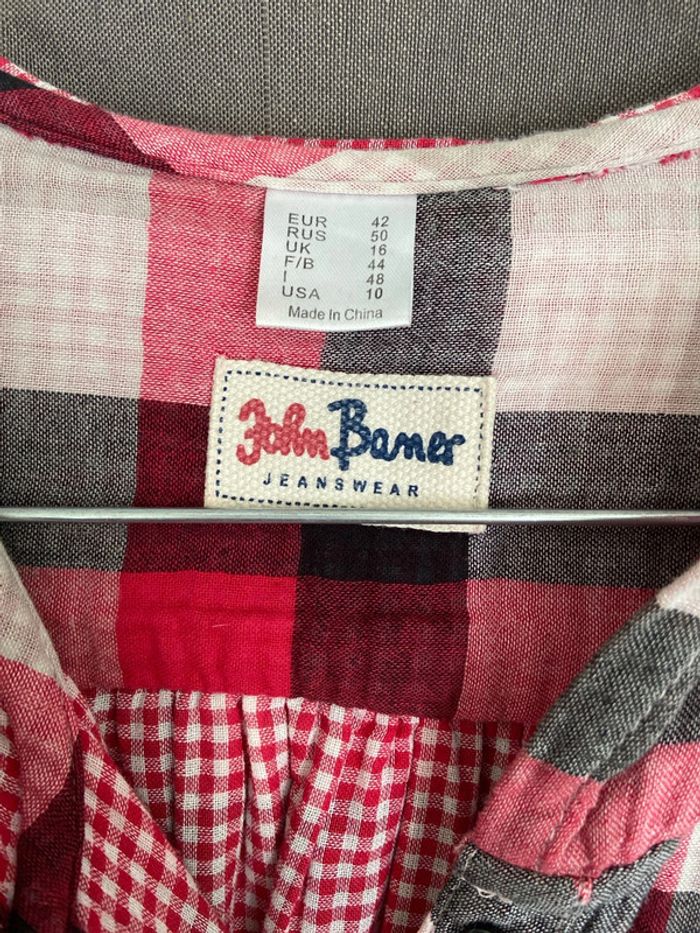 EUR 42
RUS 50
UK 16
F/B 44
I 48
USA 10
Made In China
John Baner
JEANSWEAR